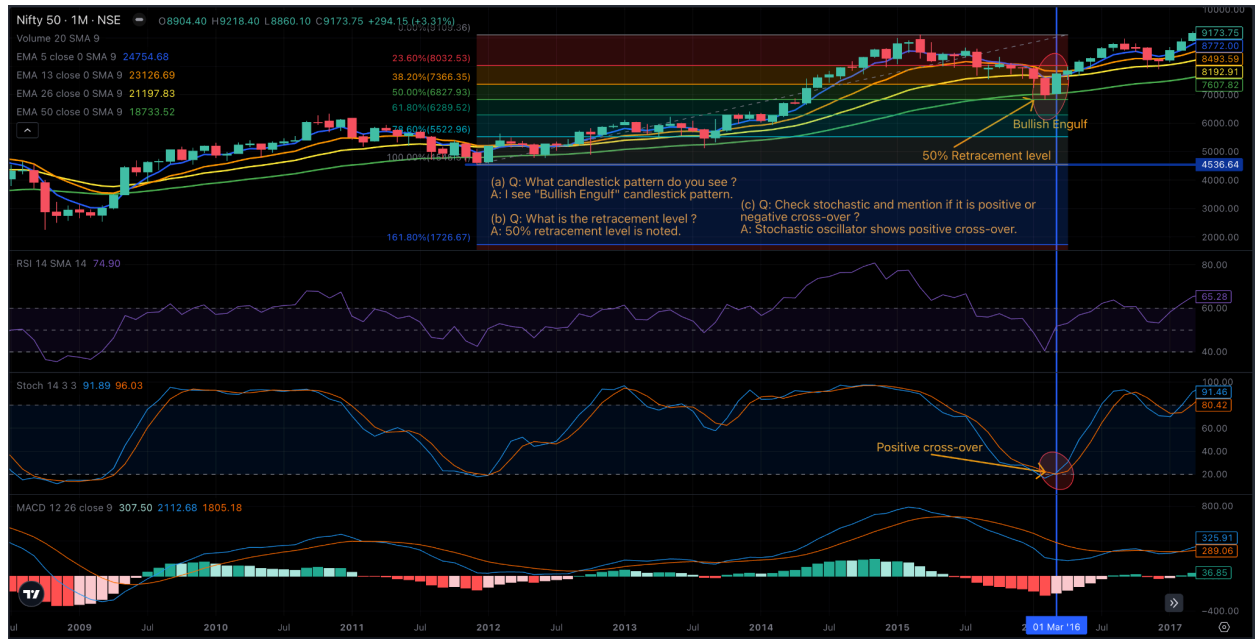 Nifty 50 · 1M · NSE O8904.40 H9218.40 L8860.10 C9173.75 +294.15 (+3.31%)
Volume 20 SMA 9
EMA 5 close 0 SMA 9 24754.68
EMA 13 close 0 SMA 9 23126.69
EMA 26 close 0 SMA 9 21197.83
EMA 50 close 0 SMA 9 18733.52
23.60%(8032.53)
38.20%(7366.35)
50.00%(6827.93)
61.80%(6289.52)
78.60%(5522.96)
161.80%(1726.67)
10000.00
9173.75
8772.00
8493.59
8192.91
7607.82
7000.00
6000.00
5000.00
4536.64
4000.00
3000.00
2000.00
Bullish Engulf
50% Retracement level
(a) Q: What candlestick pattern do you see ?
A: I see "Bullish Engulf" candlestick pattern.
(b) Q: What is the retracement level ?
A: 50% retracement level is noted.
(c) Q: Check stochastic and mention if it is positive or
negative cross-over ?
A: Stochastic oscillator shows positive cross-over.
RSI 14 SMA 14 74.90
80.00
65.28
60.00
40.00
Stoch 14 3 3 91.89 96.03
100.00
91.46
80.42
60.00
40.00
20.00
Positive cross-over
MACD 12 26 close 9 307.50 2112.68 1805.18
800.00
325.91
289.06
36.85
−400.00
2009 Jul 2010 Jul 2011 Jul 2012 Jul 2013 Jul 2014 Jul 2015 Jul 01 Mar '16 Jul 2017